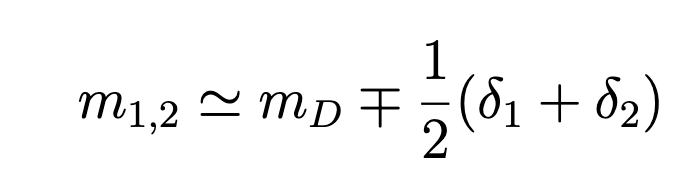 m_{1,2} \simeq m_D \mp \frac{1}{2}(\delta_1 + \delta_2)